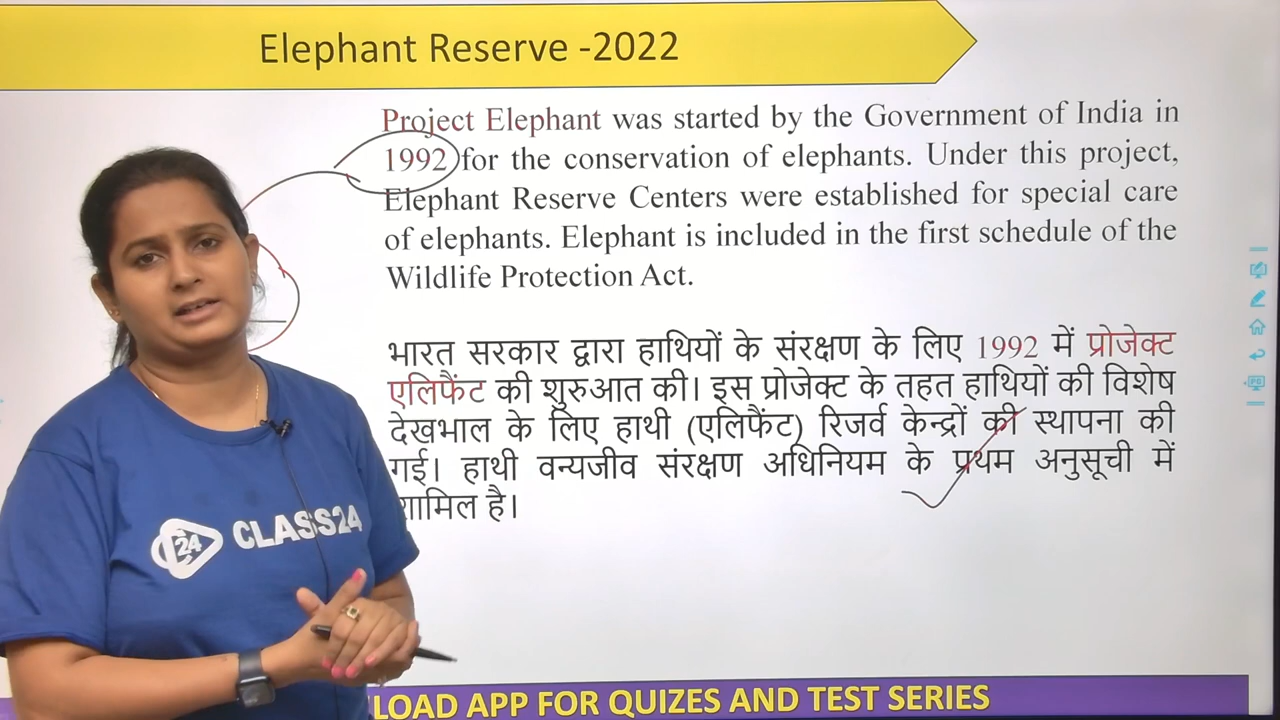 Elephant Reserve -2022
Project Elephant was started by the Government of India in
1992 for the conservation of elephants. Under this project,
Elephant Reserve Centers were established for special care
of elephants. Elephant is included in the first schedule of the
Wildlife Protection Act.
भारत सरकार द्वारा हाथियों के संरक्षण के लिए 1992 में प्रोजेक्ट
एलिफैंट की शुरुआत की। इस प्रोजेक्ट के तहत हाथियों की विशेष
देखभाल के लिए हाथी (एलिफैंट) रिजर्व केन्द्रों की स्थापना की
गई। हाथी वन्यजीव संरक्षण अधिनियम के प्रथम अनुसूची में
शामिल है।
24 CLASS24
LOAD APP FOR QUIZES AND TEST SERIES